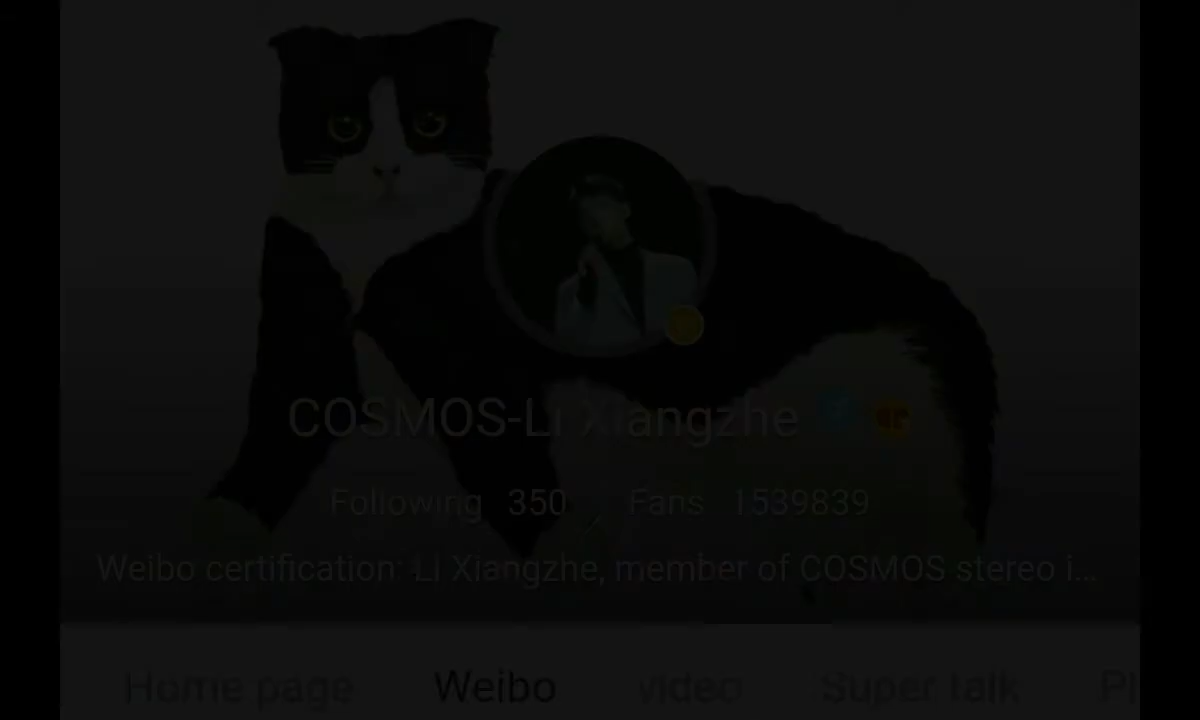 COSMOS-Li Xiangzhe
Following 350 Fans 1539839
Weibo certification: Li Xiangzhe, member of COSMOS stereo i...
Home page Weibo video Super talk Pl